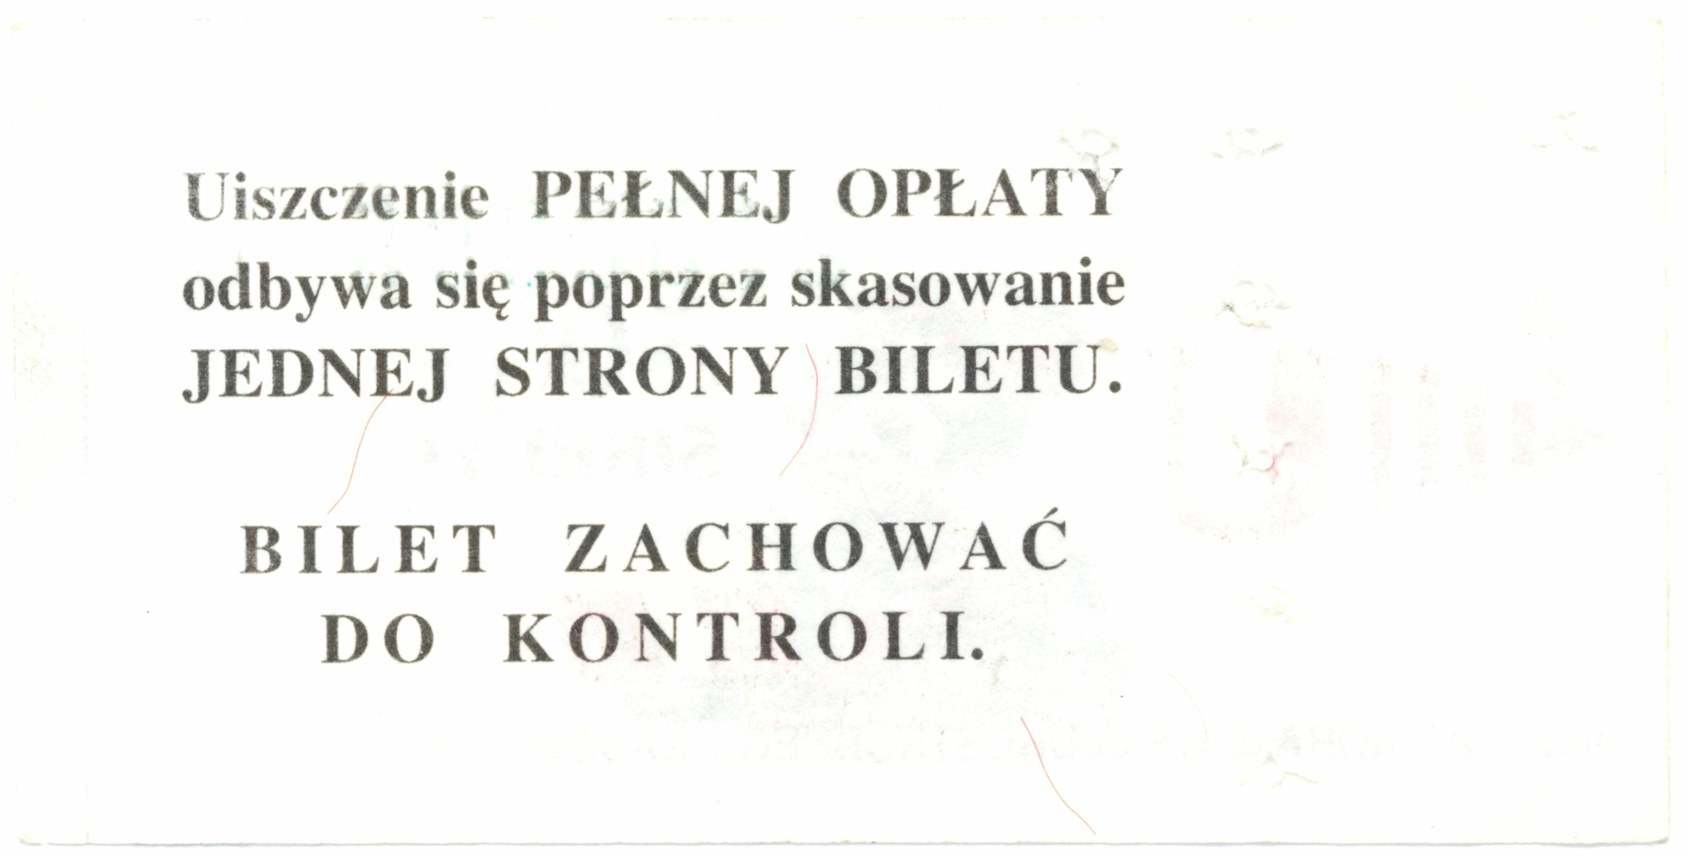 Uiszczenie PEŁNEJ OPŁATY
odbywa się poprzez skasowanie
JEDNEJ STRONY BILETU.
BILET ZACHOWAĆ
DO KONTROLI.